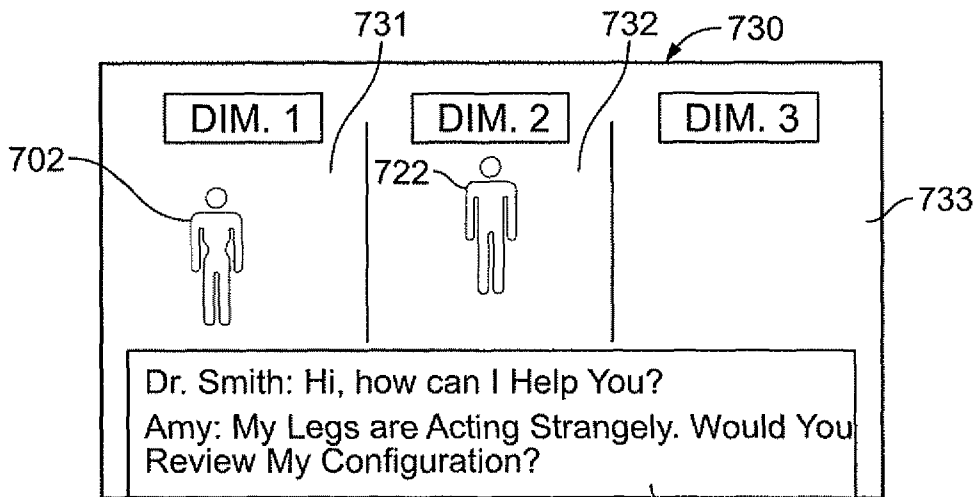 731
732
730
DIM. 1
DIM. 2
DIM. 3
702
722
733
Dr. Smith: Hi, how can I Help You?
Amy: My Legs are Acting Strangely. Would You
Review My Configuration?